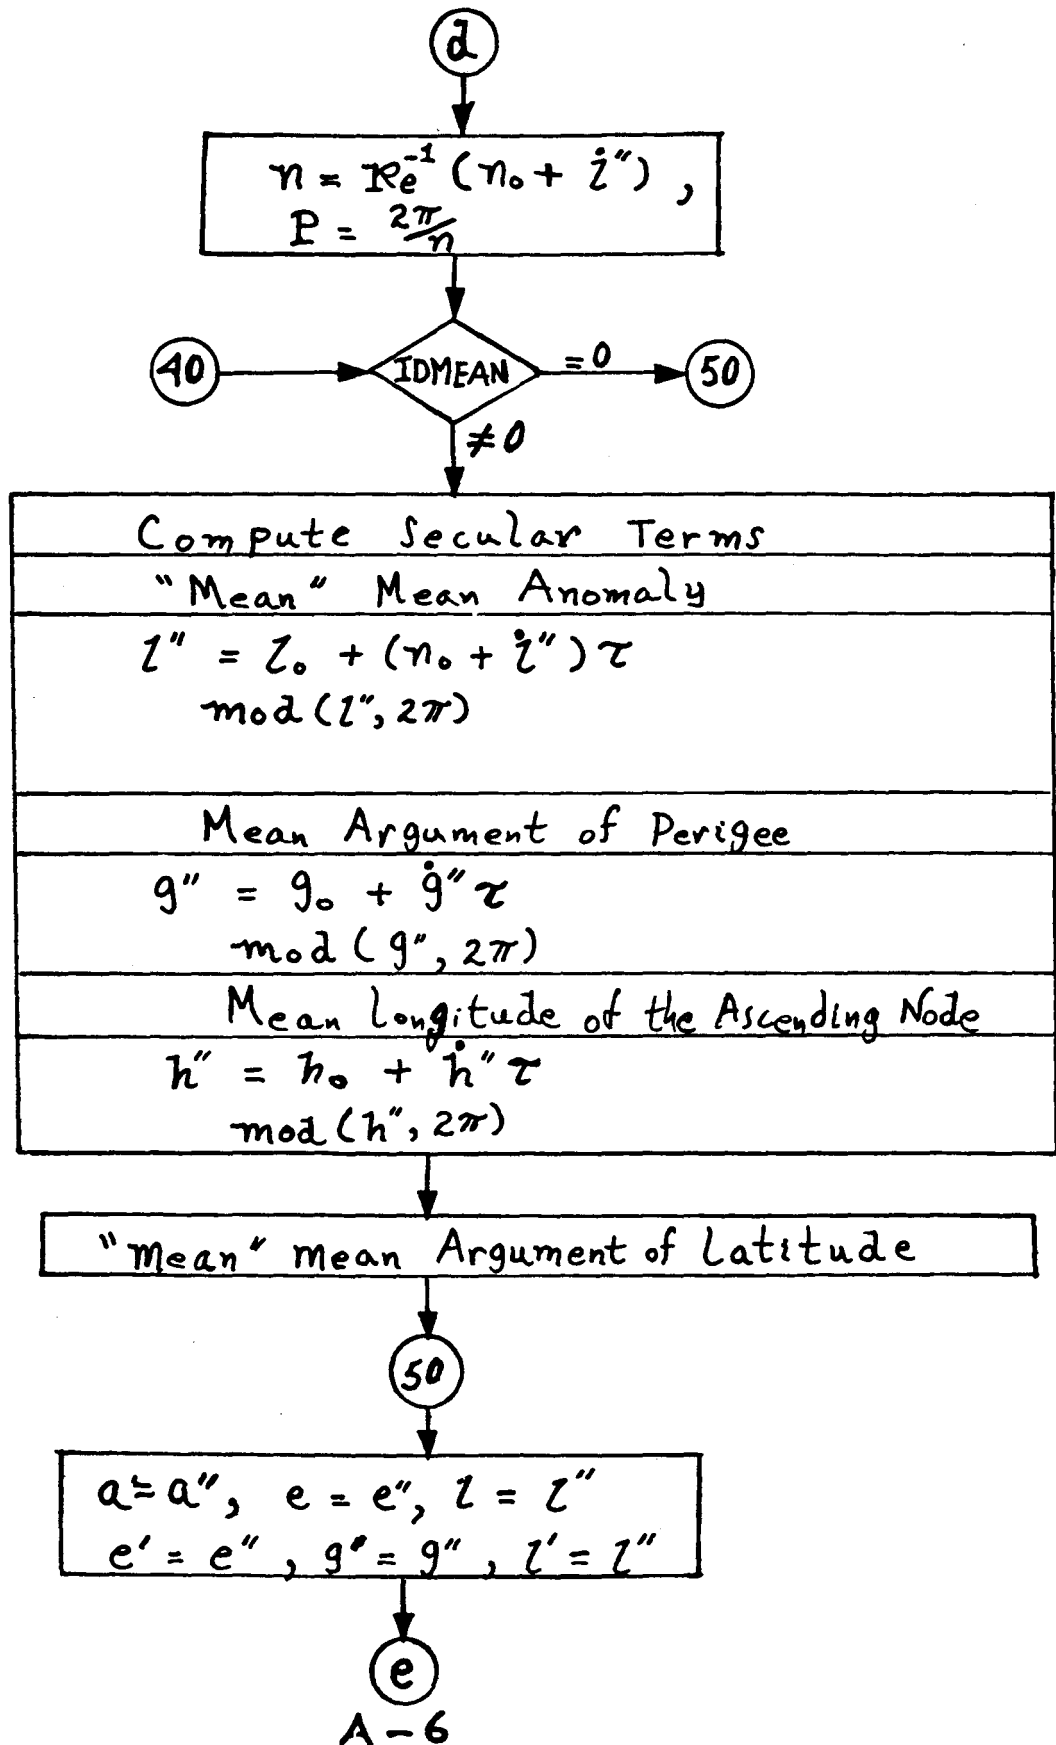 d
n = Re⁻¹ (n₀ + l̇″) ,
P = 2π/n
40
IDMEAN
= 0
50
≠ 0
Compute Secular Terms
"Mean" Mean Anomaly
l″ = l₀ + (n₀ + l̇″) τ
mod (l″, 2π)
Mean Argument of Perigee
g″ = g₀ + ġ″ τ
mod ( g″, 2π)
Mean Longitude of the Ascending Node
h″ = h₀ + ḣ″ τ
mod (h″, 2π)
"mean" mean Argument of Latitude
50
a = a″, e = e″, l = l″
e′ = e″ , g′ = g″ , l′ = l″
e
A - 6